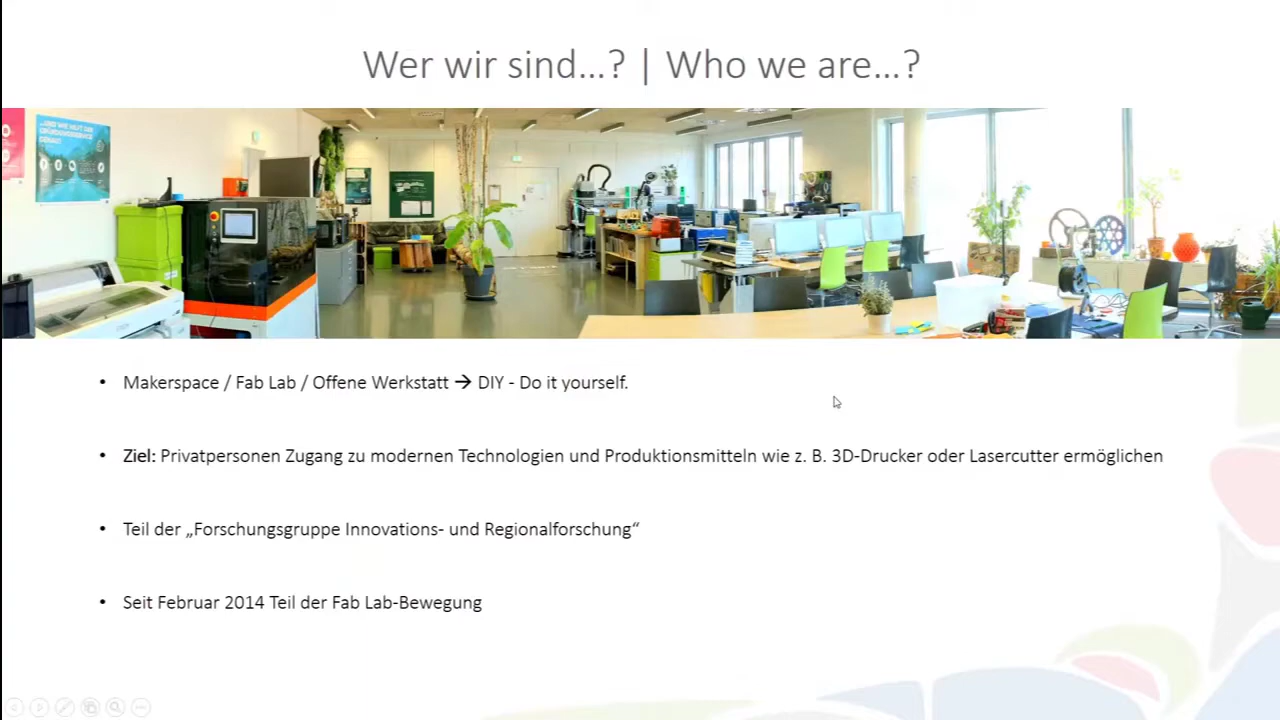 Wer wir sind...? | Who we are...?
• Makerspace / Fab Lab / Offene Werkstatt → DIY - Do it yourself.
• Ziel: Privatpersonen Zugang zu modernen Technologien und Produktionsmitteln wie z. B. 3D-Drucker oder Lasercutter ermöglichen
• Teil der „Forschungsgruppe Innovations- und Regionalforschung“
• Seit Februar 2014 Teil der Fab Lab-Bewegung